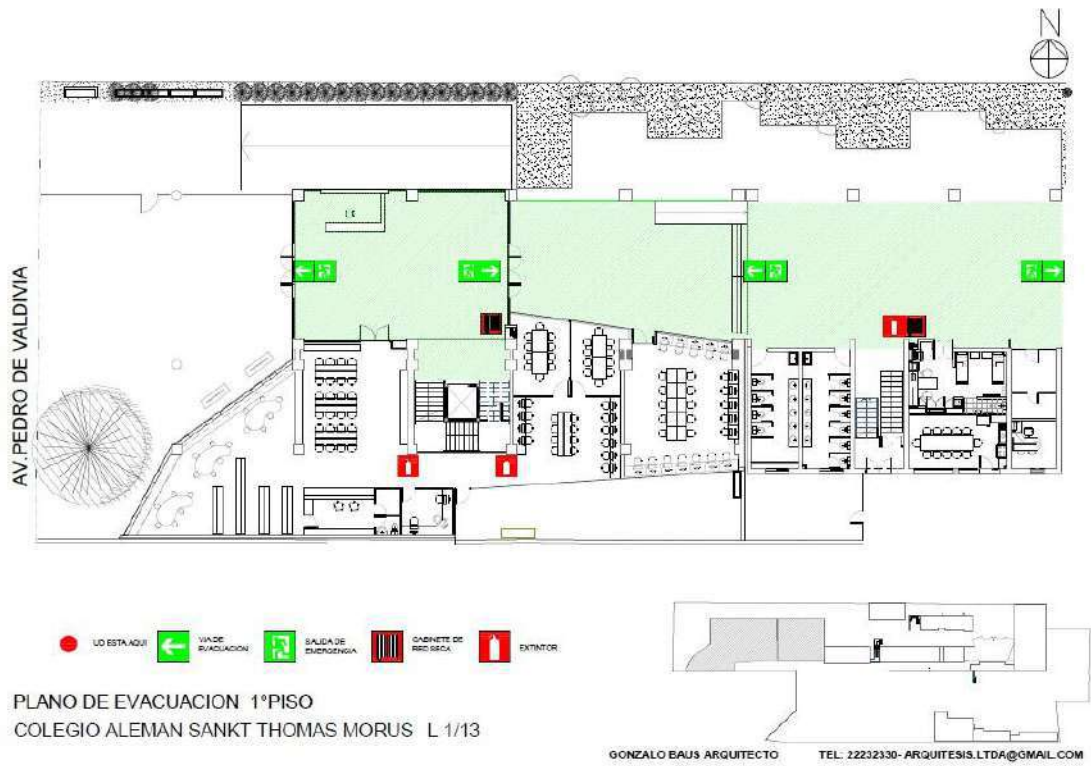 N
AV. PEDRO DE VALDIVIA
UD ESTA AQUI
VIA DE
EVACUACION
SALIDA DE
EMERGENCIA
GABINETE DE
RED SECA
EXTINTOR
PLANO DE EVACUACION 1°PISO
COLEGIO ALEMAN SANKT THOMAS MORUS L 1/13
GONZALO BAUS ARQUITECTO TEL: 22232330- ARQUITESIS.LTDA@GMAIL.COM